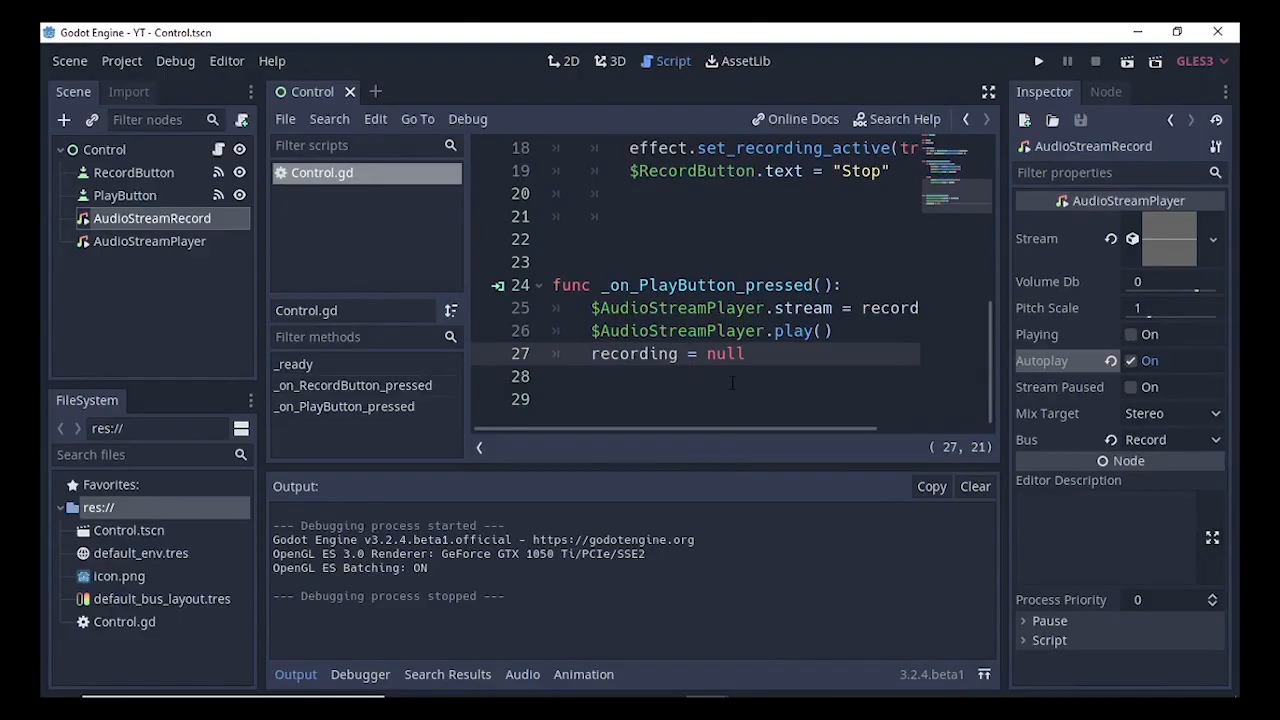 Godot Engine - YT - Control.tscn
Scene Project Debug Editor Help
2D 3D Script AssetLib
GLES3
Scene Import
Filter nodes
Control
RecordButton
PlayButton
AudioStreamRecord
AudioStreamPlayer
FileSystem
res://
Search files
Favorites:
res://
Control.tscn
default_env.tres
icon.png
default_bus_layout.tres
Control.gd
Control
File Search Edit Go To Debug
Online Docs Search Help
Filter scripts
Control.gd
Control.gd
Filter methods
_ready
_on_RecordButton_pressed
_on_PlayButton_pressed
18 effect.set_recording_active(tr
19 $RecordButton.text = "Stop"
20
21
22
23
24 func _on_PlayButton_pressed():
25 $AudioStreamPlayer.stream = record
26 $AudioStreamPlayer.play()
27 recording = null
28
29
( 27, 21)
Output:
Copy Clear
--- Debugging process started ---
Godot Engine v3.2.4.beta1.official - https://godotengine.org
OpenGL ES 3.0 Renderer: GeForce GTX 1050 Ti/PCIe/SSE2
OpenGL ES Batching: ON
--- Debugging process stopped ---
Output Debugger Search Results Audio Animation
3.2.4.beta1
Inspector Node
AudioStreamRecord
Filter properties
AudioStreamPlayer
Stream
Volume Db 0
Pitch Scale 1
Playing On
Autoplay On
Stream Paused On
Mix Target Stereo
Bus Record
Node
Editor Description
Process Priority 0
Pause
Script